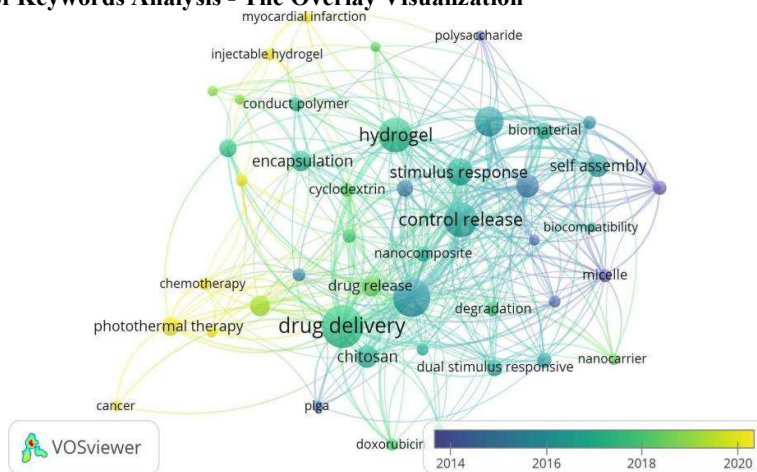 of Keywords Analysis - The Overlay Visualization
myocardial infarction
polysaccharide
injectable hydrogel
conduct polymer
hydrogel
biomaterial
encapsulation
stimulus response
self assembly
cyclodextrin
control release
biocompatibility
nanocomposite
micelle
chemotherapy
drug release
degradation
photothermal therapy
drug delivery
chitosan
dual stimulus responsive
nanocarrier
cancer
plga
doxorubicin
VOSviewer
2014
2016
2018
2020